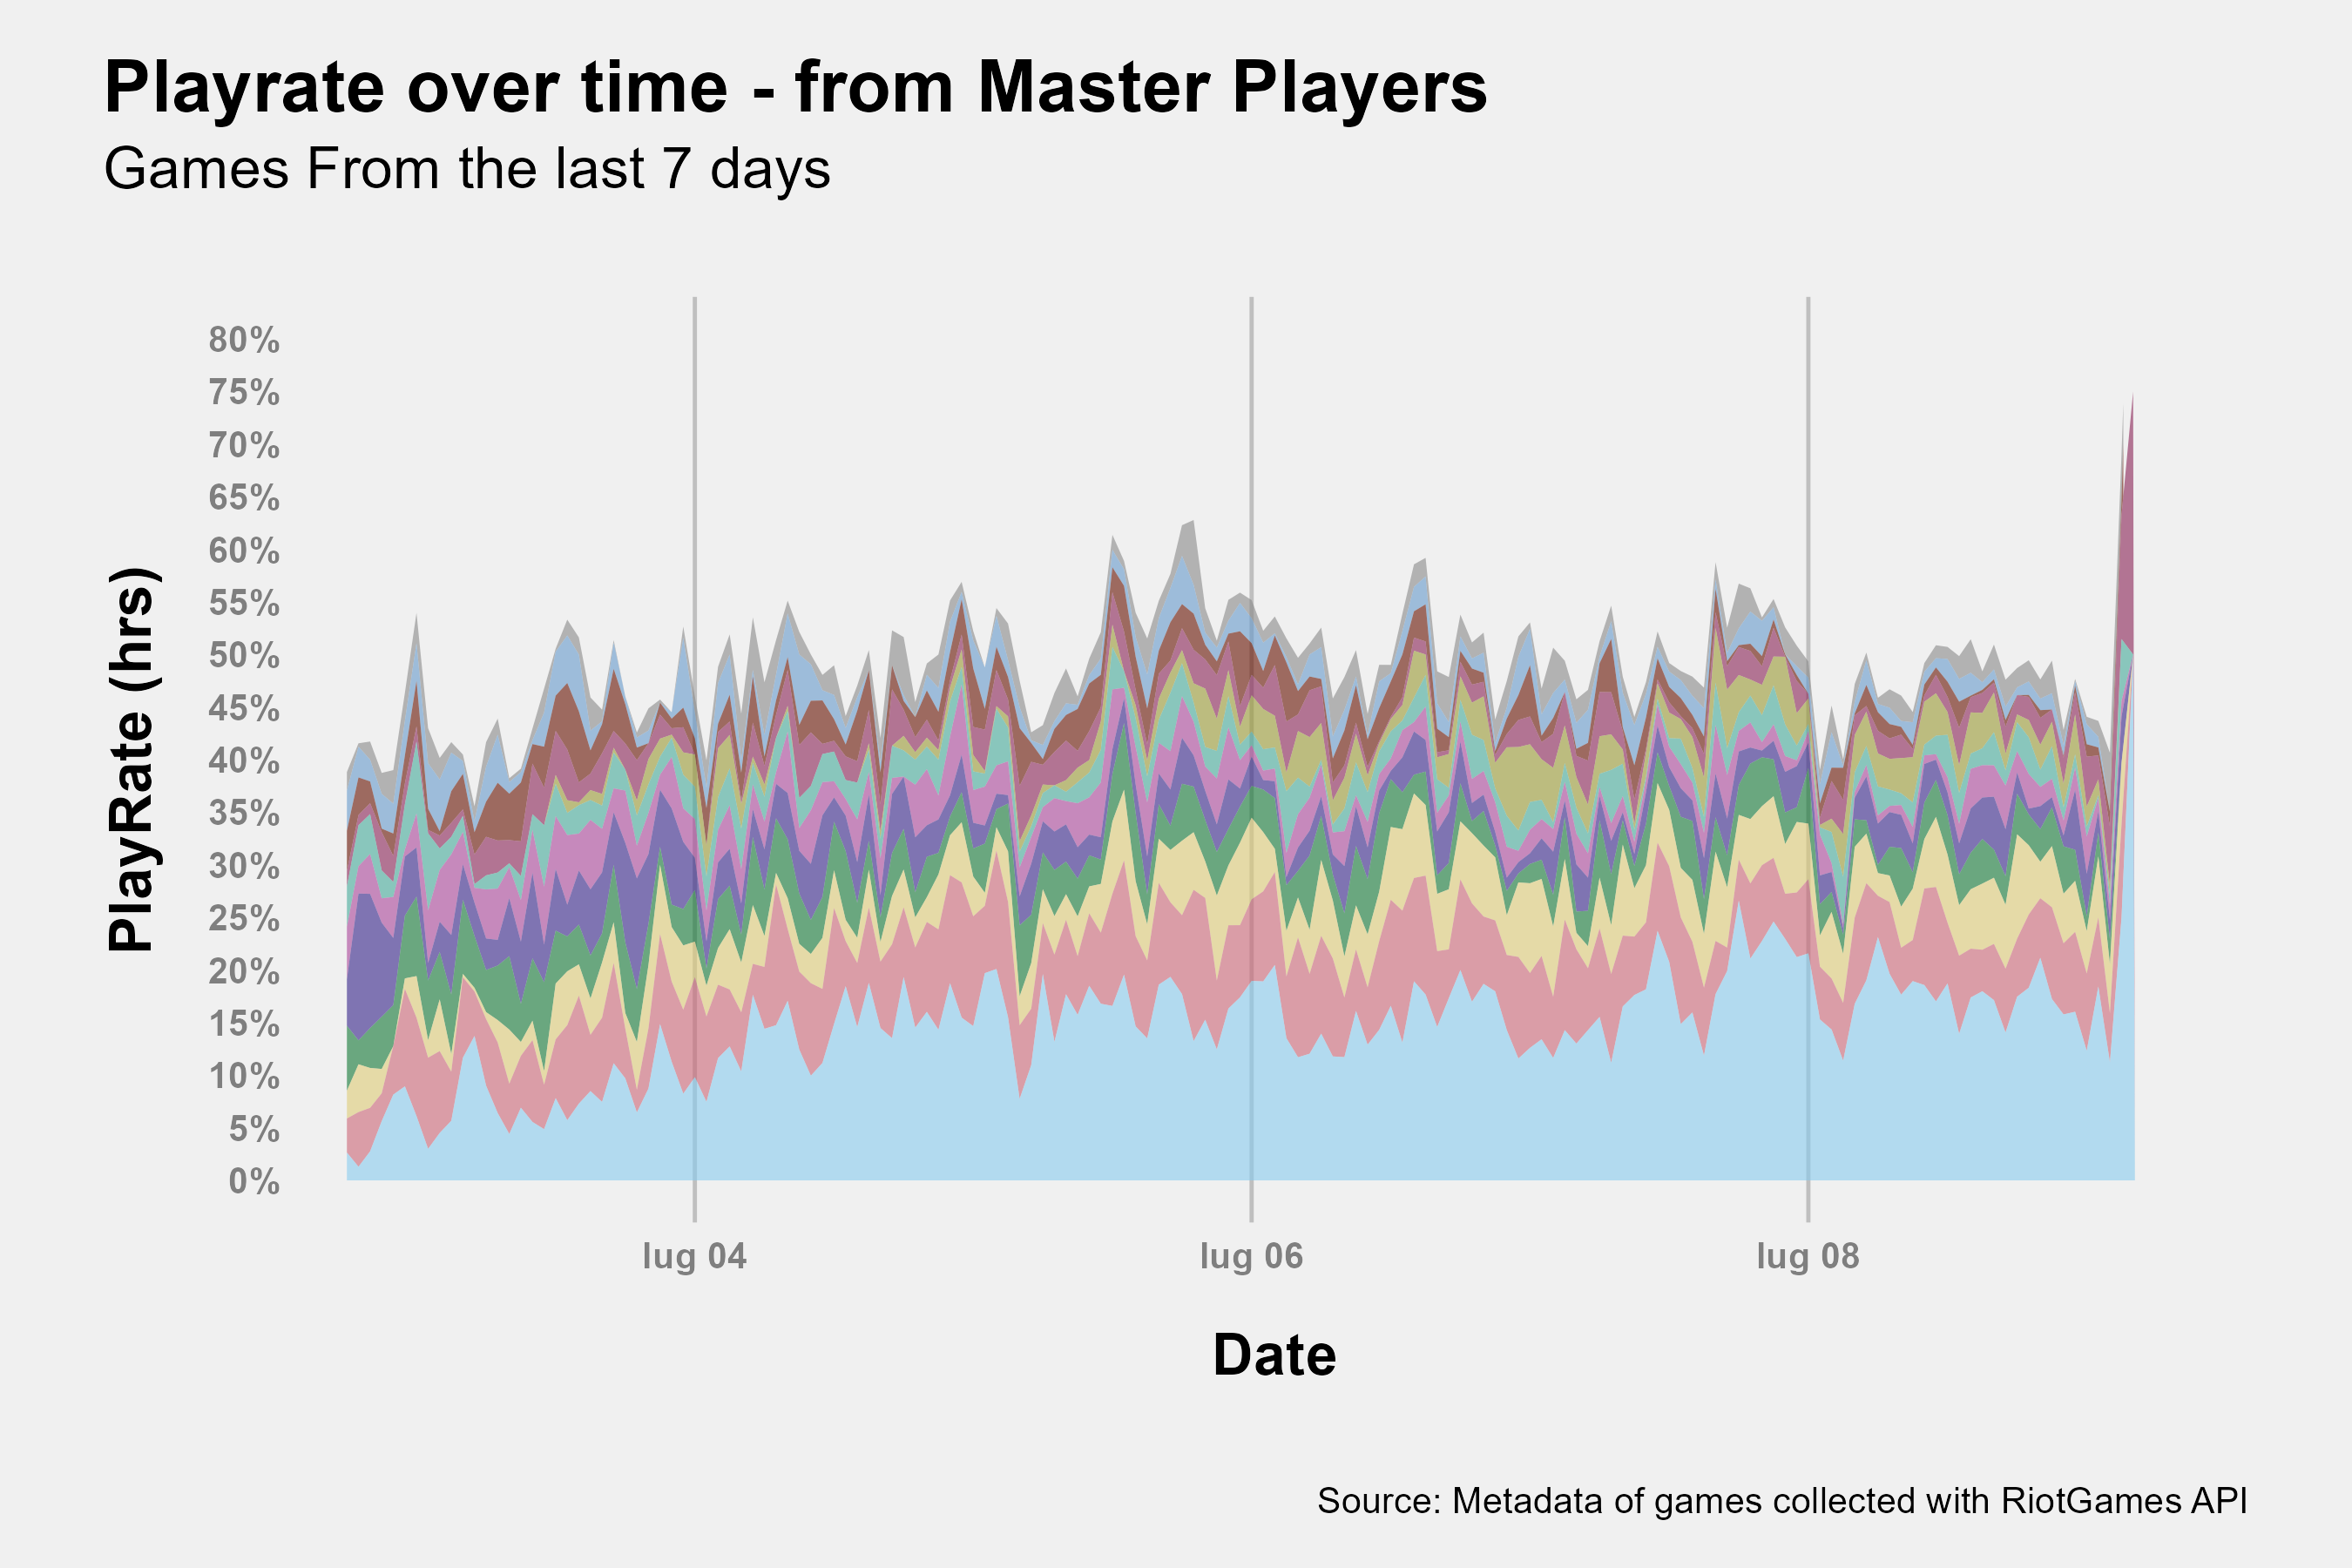 Playrate over time - from Master Players
Games From the last 7 days
80%
75%
70%
65%
60%
55%
50%
45%
40%
35%
30%
25%
20%
15%
10%
5%
0%
PlayRate (hrs)
lug 04
lug 06
lug 08
Date
Source: Metadata of games collected with RiotGames API